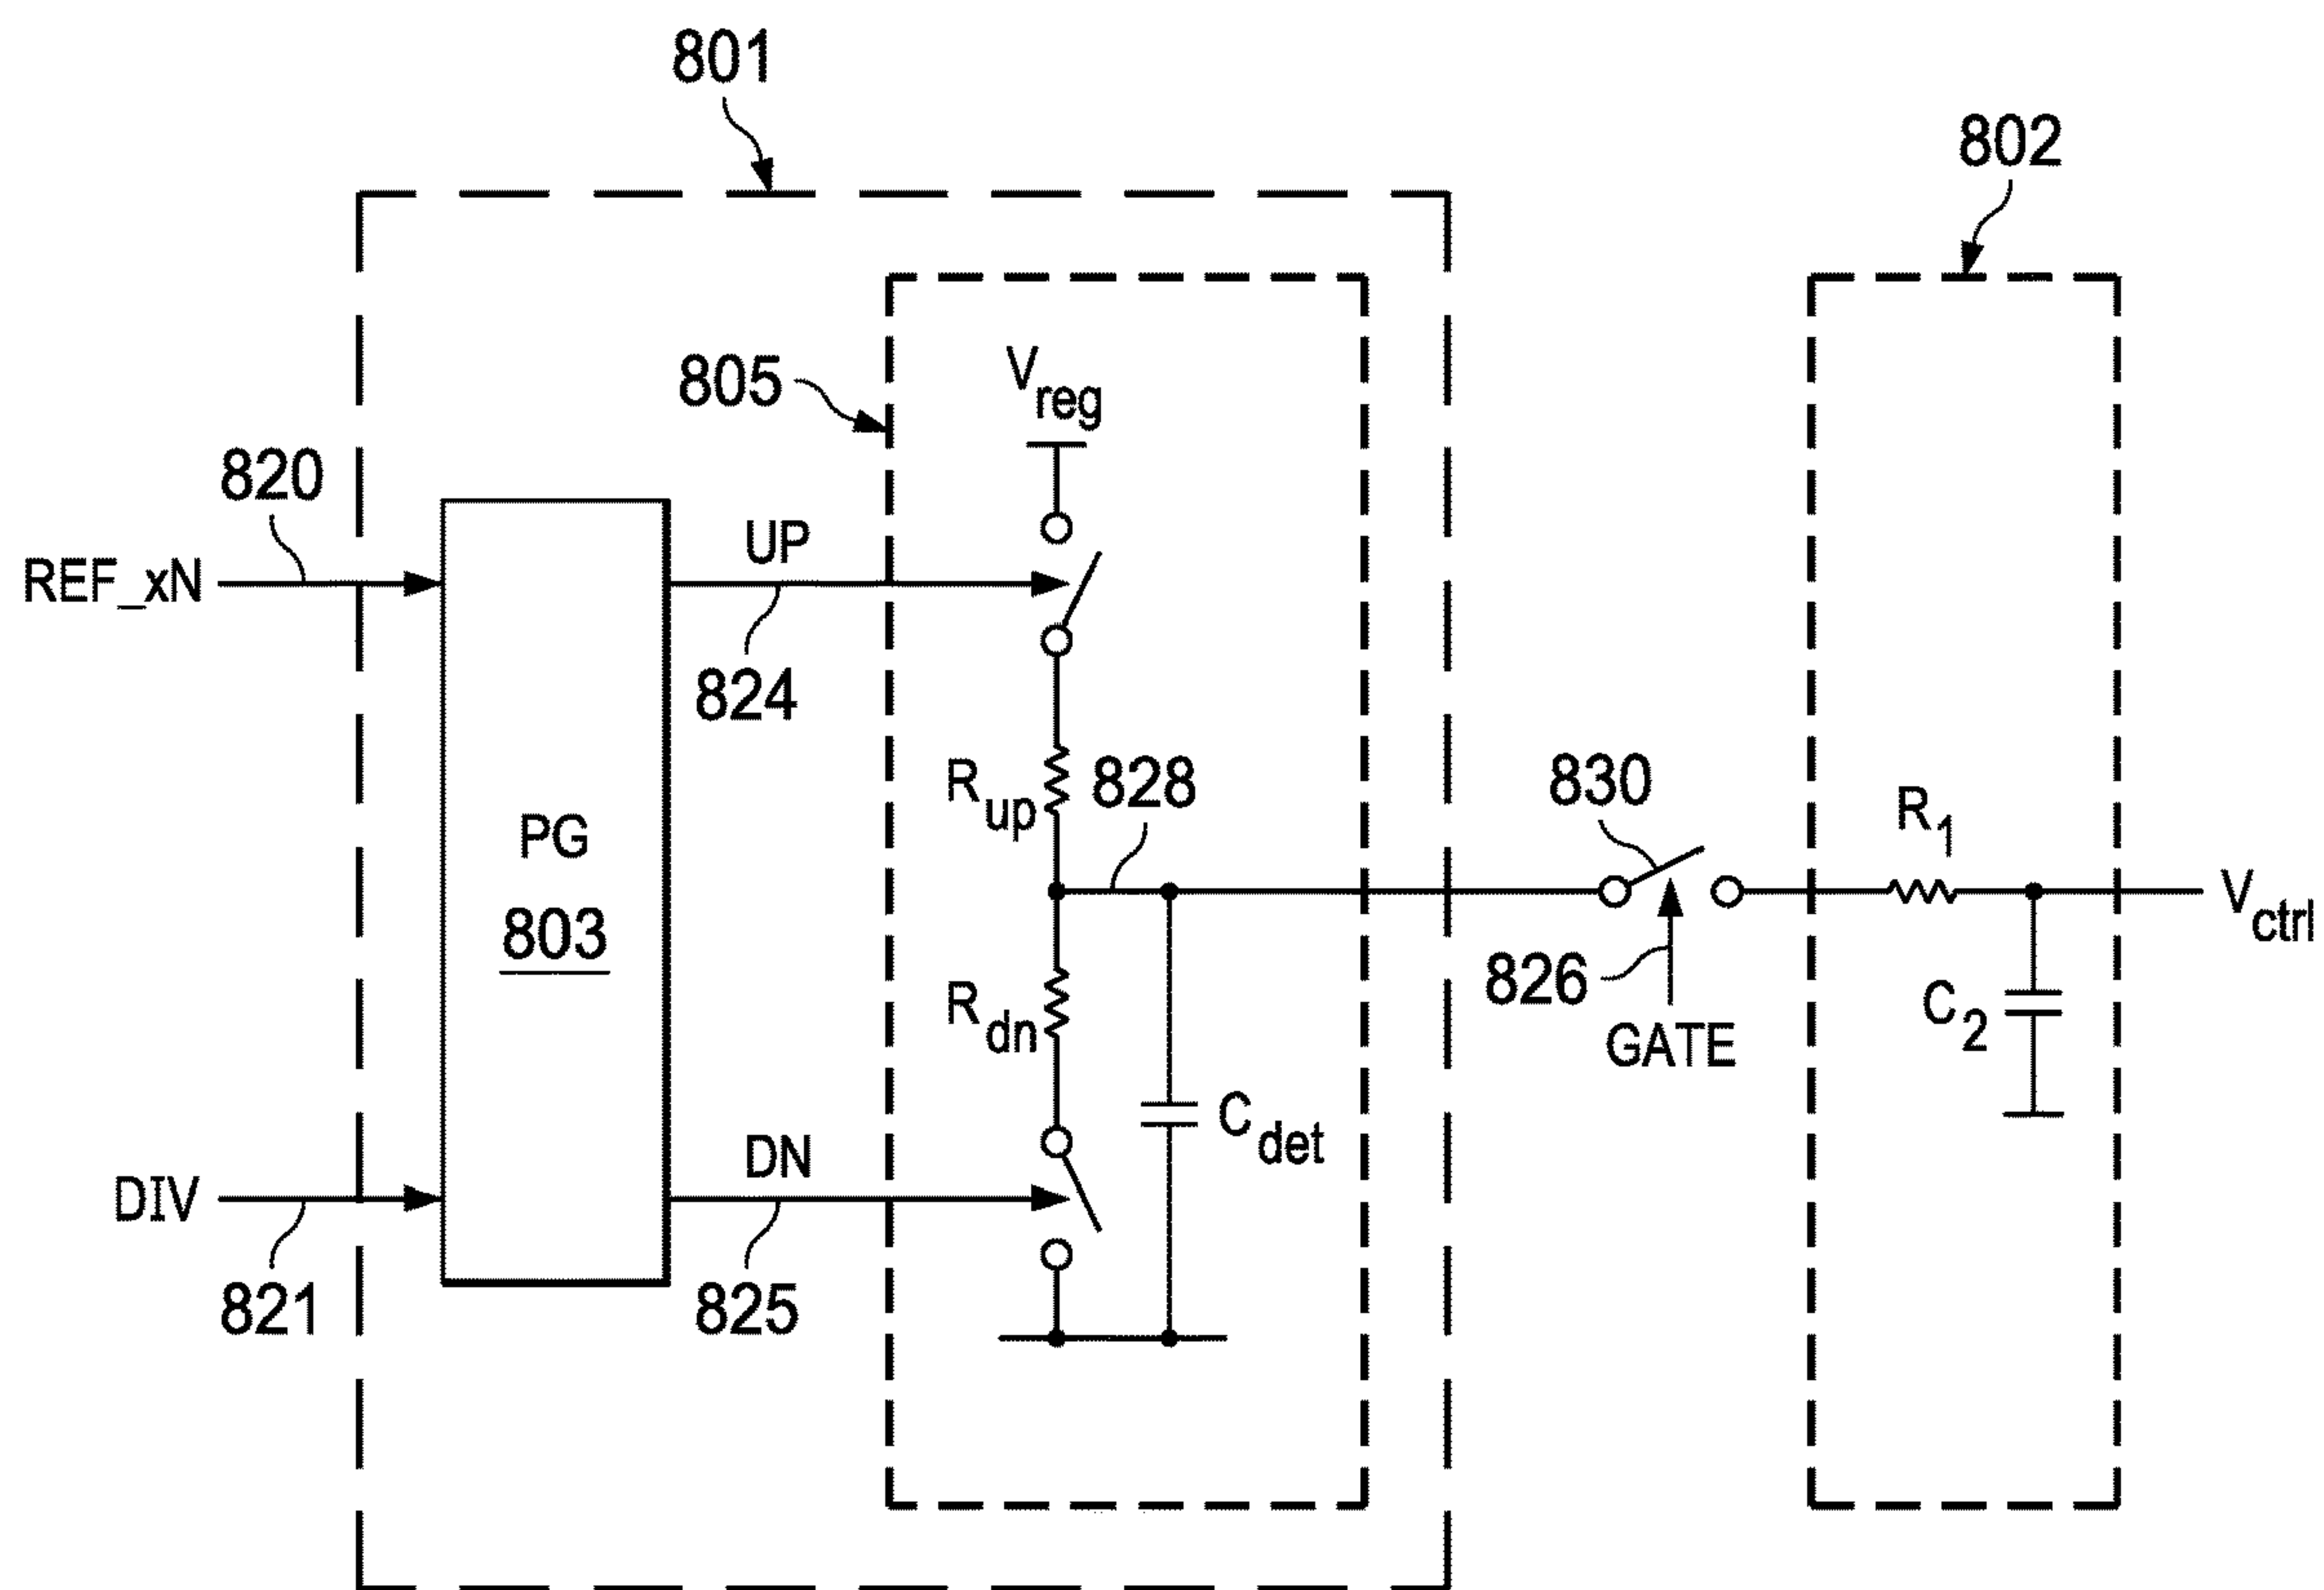 801
802
805
Vreg
820
REF_xN
UP
824
Rup
828
830
R1
PG
803
Vctrl
826
GATE
Rdn
C2
DN
Cdet
DIV
821
825